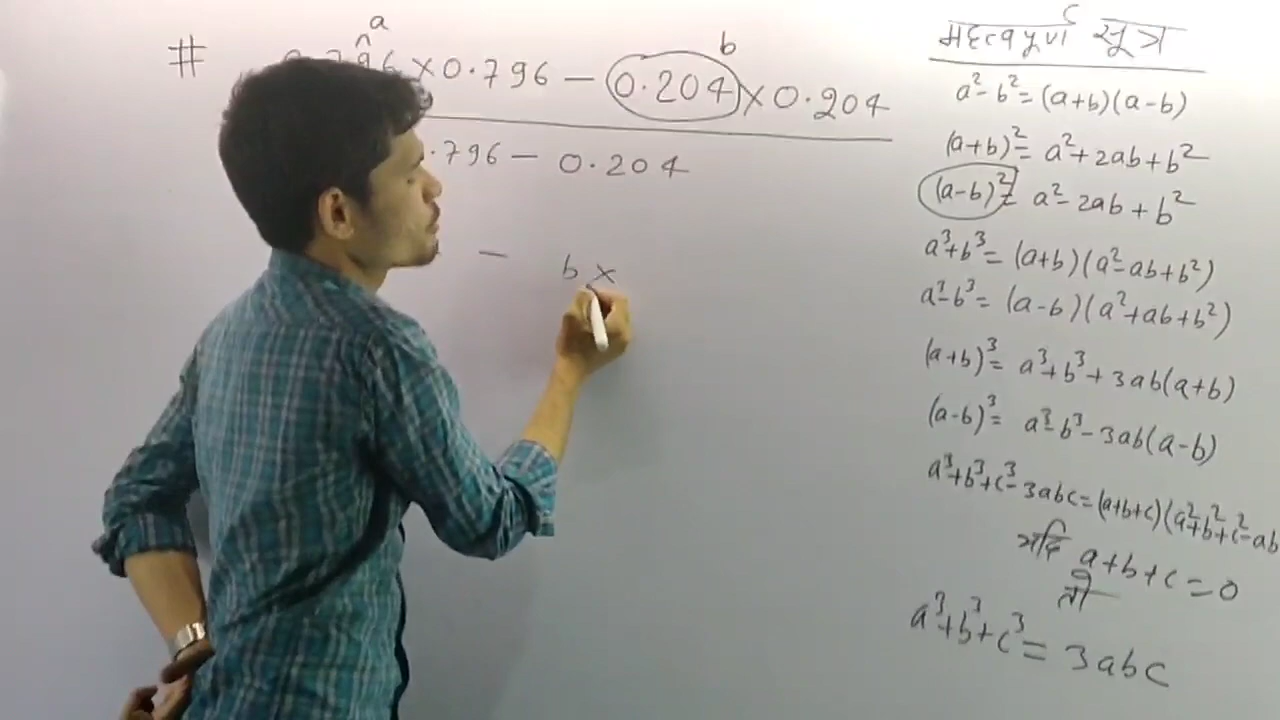 a
b
# 0.796 × 0.796 − 0.204 × 0.204
.796 − 0.204
− b ×
महत्वपूर्ण सूत्र
a²-b²=(a+b)(a-b)
(a+b)²= a²+2ab+b²
(a-b)²= a²-2ab+b²
a³+b³= (a+b)(a²-ab+b²)
a³-b³= (a-b)(a²+ab+b²)
(a+b)³= a³+b³+3ab(a+b)
(a-b)³= a³-b³-3ab(a-b)
a³+b³+c³-3abc=(a+b+c)(a²+b²+c²-ab
यदि a+b+c=0
तो
a³+b³+c³= 3abc